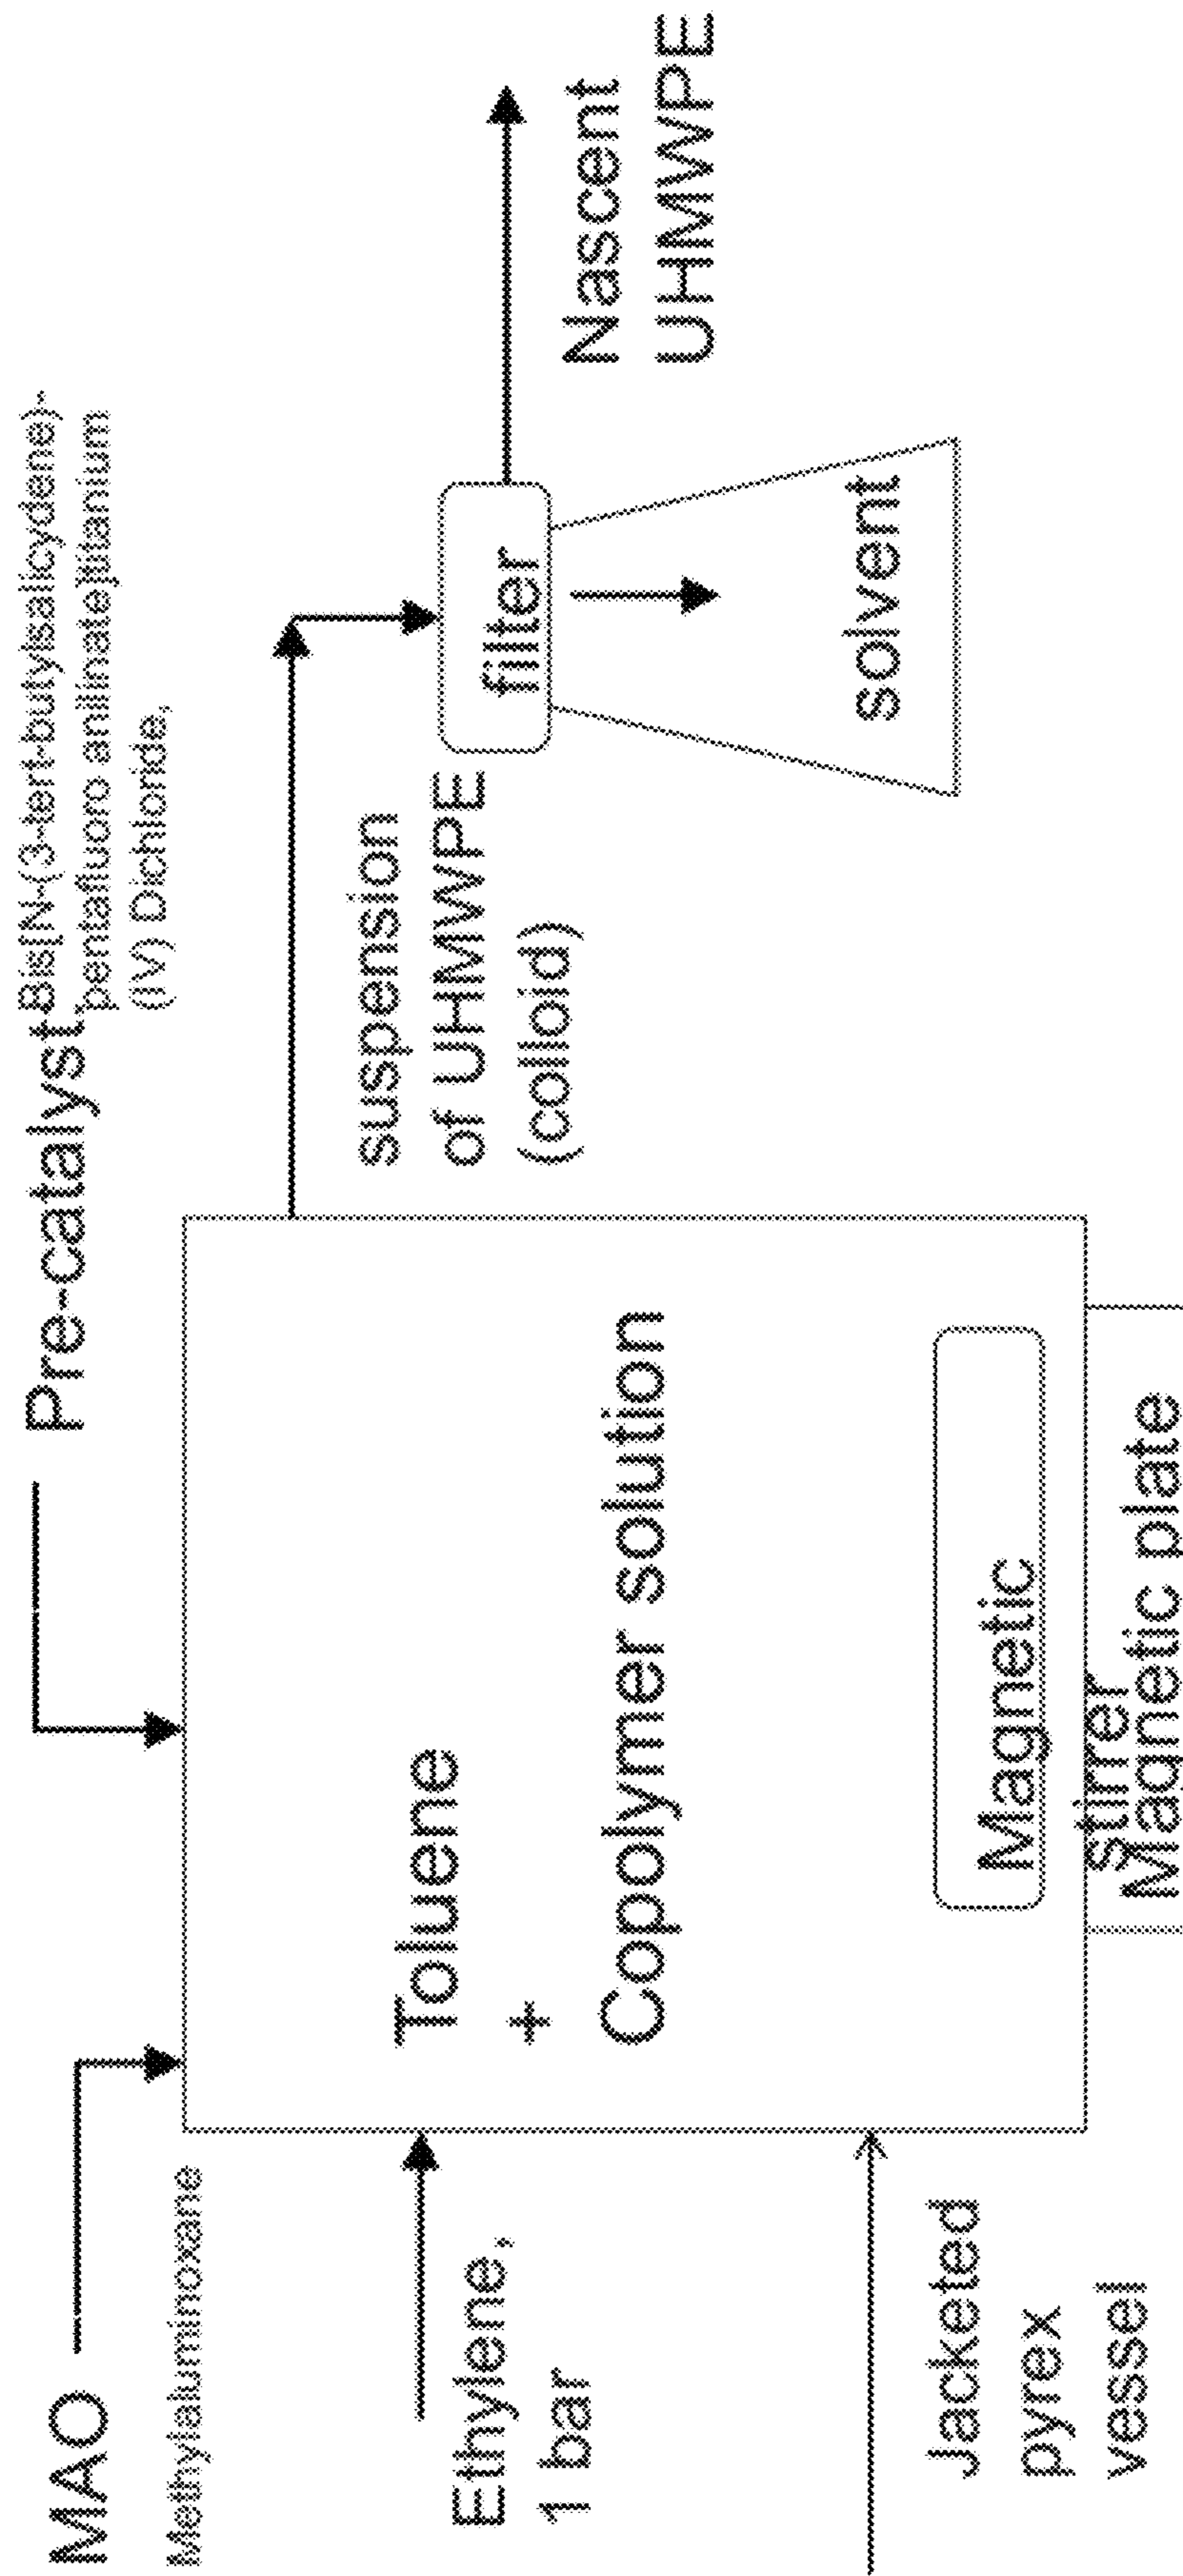 MAO
Methylaluminoxane
Pre-catalyst,
Bis[N-(3-tert-butylsalicydene)-
pentafluoro anilinate]titanium
(IV) Dichloride,
Ethylene,
1 bar
Toluene
+
Copolymer solution
Jacketed
pyrex
vessel
Magnetic
stirrer
Magnetic plate
suspension
of UHMWPE
(colloid)
filter
solvent
Nascent
UHMWPE